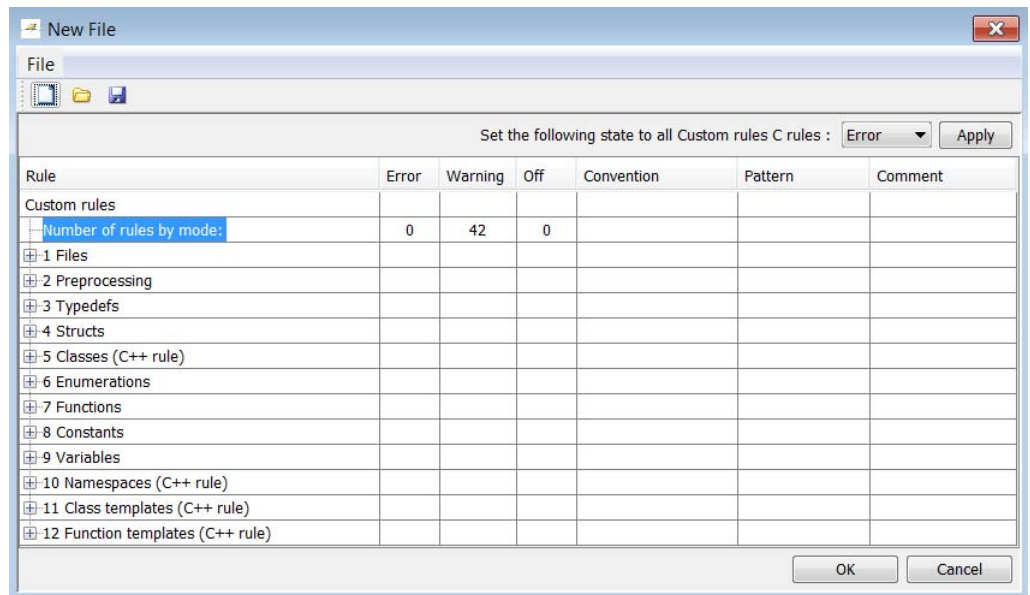 New File
File
Set the following state to all Custom rules C rules : Error Apply
Rule Error Warning Off Convention Pattern Comment
Custom rules
Number of rules by mode: 0 42 0
1 Files
2 Preprocessing
3 Typedefs
4 Structs
5 Classes (C++ rule)
6 Enumerations
7 Functions
8 Constants
9 Variables
10 Namespaces (C++ rule)
11 Class templates (C++ rule)
12 Function templates (C++ rule)
OK Cancel